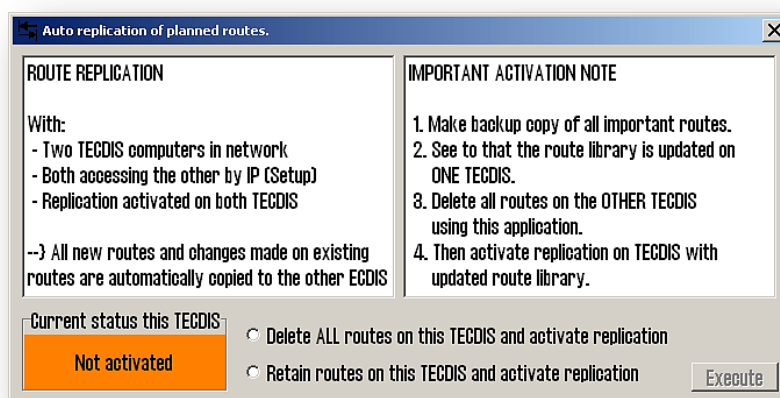 Auto replication of planned routes.
ROUTE REPLICATION
With:
- Two TECDIS computers in network
- Both accessing the other by IP (Setup)
- Replication activated on both TECDIS
--} All new routes and changes made on existing
routes are automatically copied to the other ECDIS
IMPORTANT ACTIVATION NOTE
1. Make backup copy of all important routes.
2. See to that the route library is updated on
ONE TECDIS.
3. Delete all routes on the OTHER TECDIS
using this application.
4. Then activate replication on TECDIS with
updated route library.
Current status this TECDIS
Not activated
Delete ALL routes on this TECDIS and activate replication
Retain routes on this TECDIS and activate replication
Execute